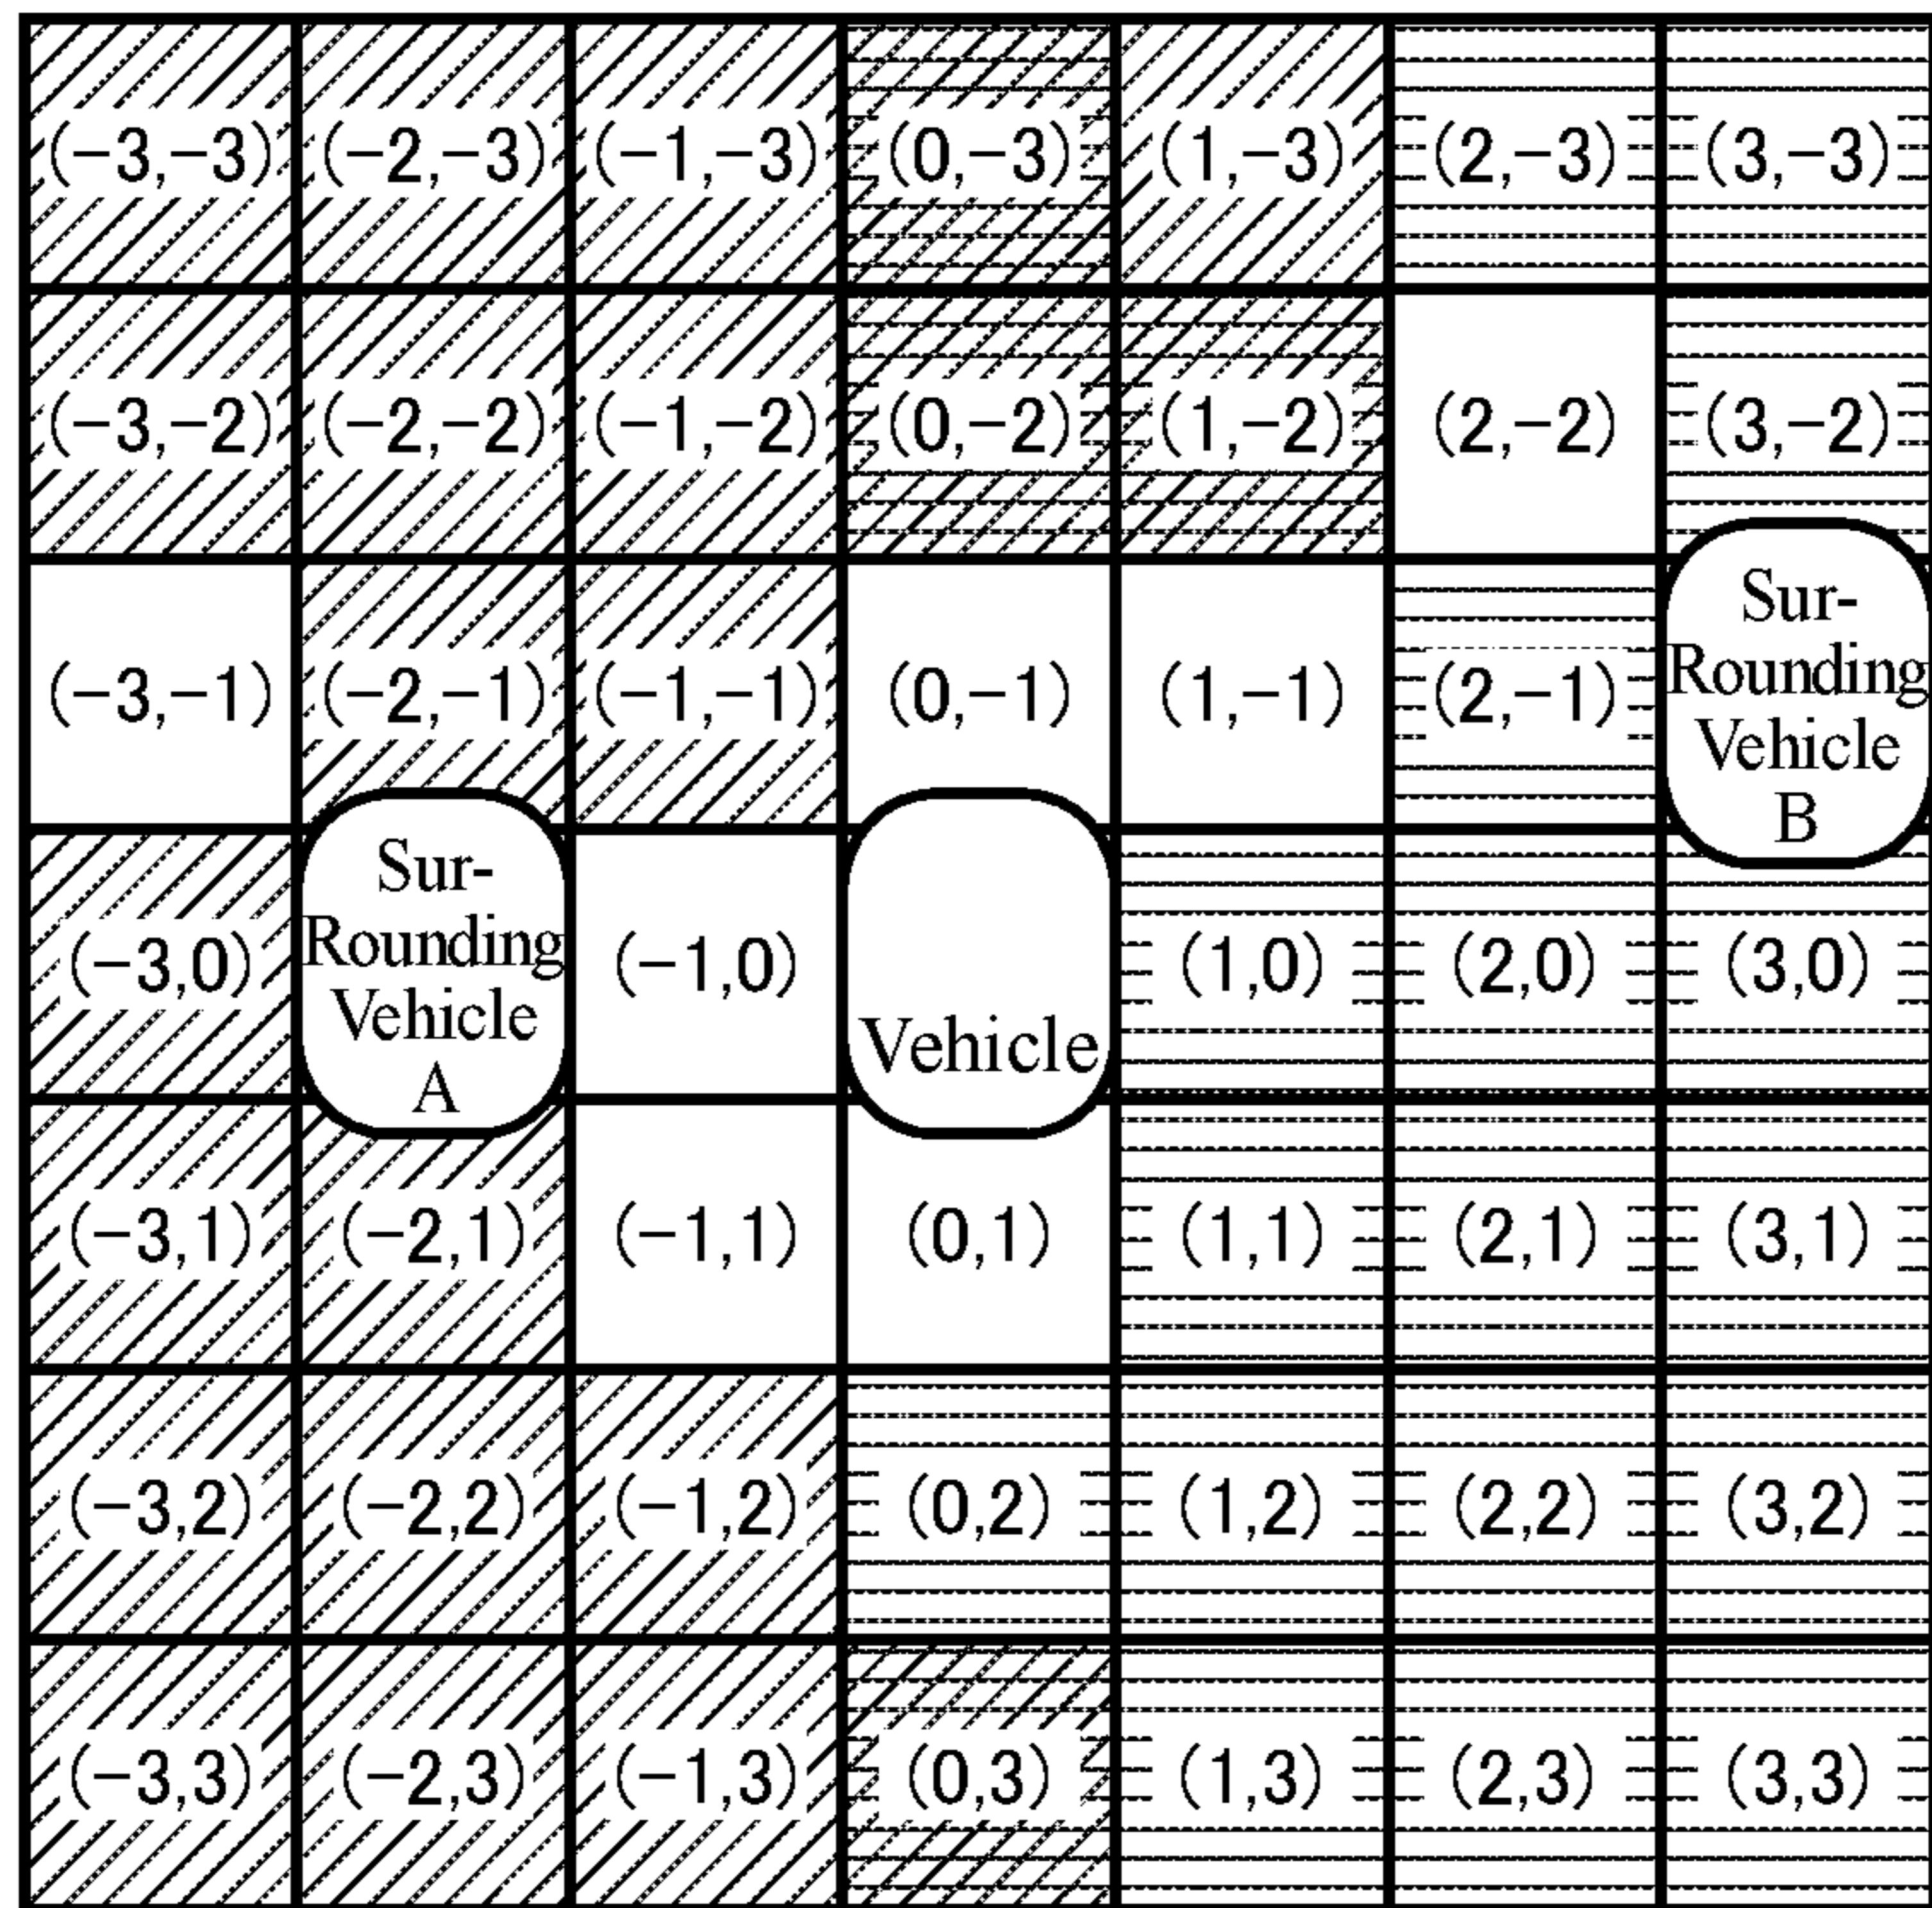 (−3,−3) (−2,−3) (−1,−3) (0,−3) (1,−3) (2,−3) (3,−3)
(−3,−2) (−2,−2) (−1,−2) (0,−2) (1,−2) (2,−2) (3,−2)
(−3,−1) (−2,−1) (−1,−1) (0,−1) (1,−1) (2,−1)
Sur-
Rounding
Vehicle
B
(−3,0)
Sur-
Rounding
Vehicle
A
(−1,0)
Vehicle
(1,0) (2,0) (3,0)
(−3,1) (−2,1) (−1,1) (0,1) (1,1) (2,1) (3,1)
(−3,2) (−2,2) (−1,2) (0,2) (1,2) (2,2) (3,2)
(−3,3) (−2,3) (−1,3) (0,3) (1,3) (2,3) (3,3)